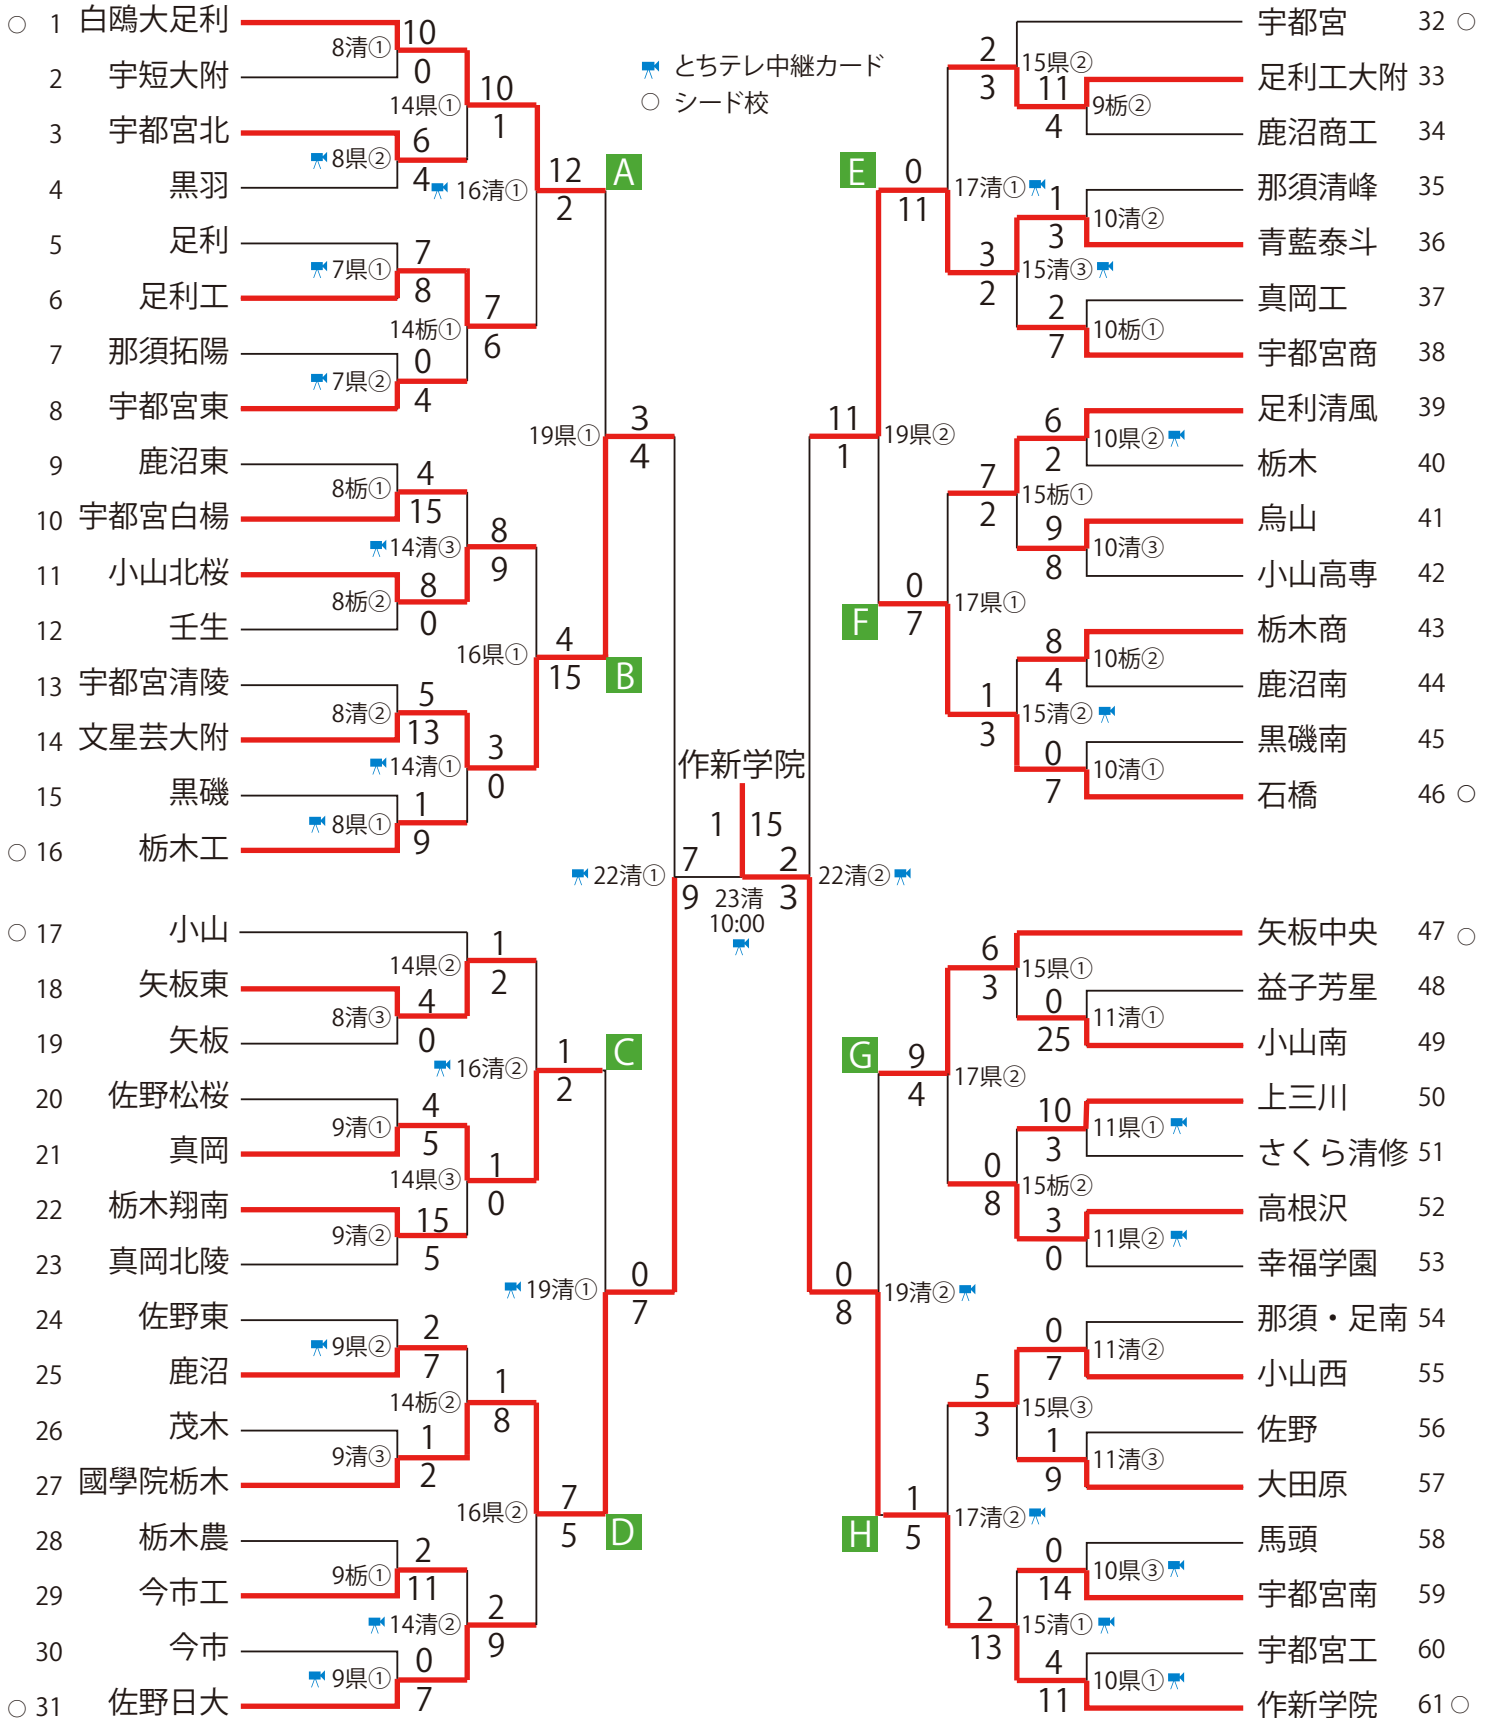 とちテレ中継カード
○ シード校
○ 1 白鴎大足利
2 宇短大附
3 宇都宮北
4 黒羽
5 足利
6 足利工
7 那須拓陽
8 宇都宮東
9 鹿沼東
10 宇都宮白楊
11 小山北桜
12 壬生
13 宇都宮清陵
14 文星芸大附
15 黒磯
○ 16 栃木工
○ 17 小山
18 矢板東
19 矢板
20 佐野松桜
21 真岡
22 栃木翔南
23 真岡北陵
24 佐野東
25 鹿沼
26 茂木
27 國學院栃木
28 栃木農
29 今市工
30 今市
○ 31 佐野日大
8清① 10 0
8県② 6 4
7県① 7 8
7県② 0 4
8栃① 4 15
8栃② 8 0
8清② 5 13
8県① 1 9
8清③ 4 0
9清① 4 5
9清② 15 5
9県② 2 7
9清③ 1 2
9栃① 2 11
9県① 0 7
14県① 10 1
14栃① 7 6
14清③ 8 9
14清① 3 0
14県② 1 2
14県③ 1 0
14栃② 1 8
14清② 2 9
16清① 12 2
16県① 4 15
16清② 1 2
16県② 7 5
A
B
C
D
19県① 3 4
19清① 0 7
22清① 7 9
作新学院
1 15
23清
10:00
22清② 2 3
19県② 11 1
19清② 0 8
E
F
G
H
17清① 0 11
17県① 0 7
17県② 9 4
17清② 1 5
15県② 2 3
15清③ 3 2
15栃① 7 2
15清② 1 3
15県① 6 3
15栃② 0 8
15県③ 5 3
15清① 2 13
9栃② 11 4
10清② 1 3
10栃① 2 7
10県② 6 2
10清③ 9 8
10栃② 8 4
10清① 0 7
11清① 0 25
11県① 10 3
11県② 3 0
11清② 0 7
11清③ 1 9
10県③ 0 14
10県① 4 11
宇都宮 32 ○
足利工大附 33
鹿沼商工 34
那須清峰 35
青藍泰斗 36
真岡工 37
宇都宮商 38
足利清風 39
栃木 40
烏山 41
小山高専 42
栃木商 43
鹿沼南 44
黒磯南 45
石橋 46 ○
矢板中央 47 ○
益子芳星 48
小山南 49
上三川 50
さくら清修 51
高根沢 52
幸福学園 53
那須・足南 54
小山西 55
佐野 56
大田原 57
馬頭 58
宇都宮南 59
宇都宮工 60
作新学院 61 ○